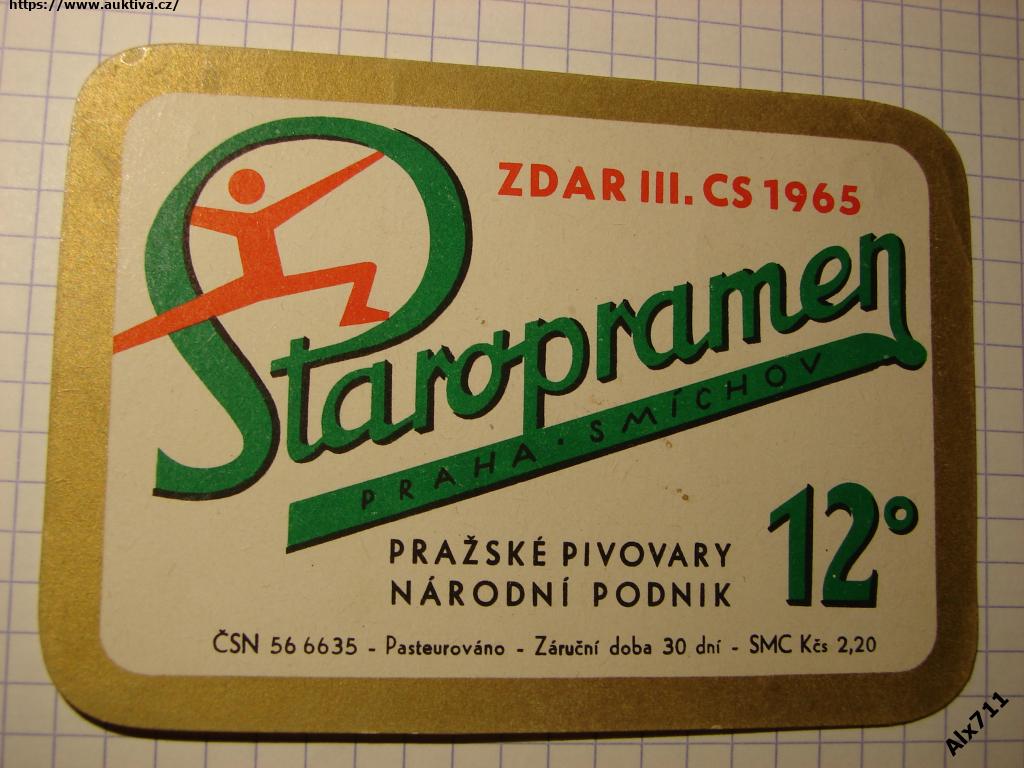 https://www.auktiva.cz/
ZDAR III. CS 1965
Staropramen
PRAHA · SMÍCHOV
12°
PRAŽSKÉ PIVOVARY
NÁRODNÍ PODNIK
ČSN 56 6635 - Pasteurováno - Záruční doba 30 dní - SMC Kčs 2,20
Alx711